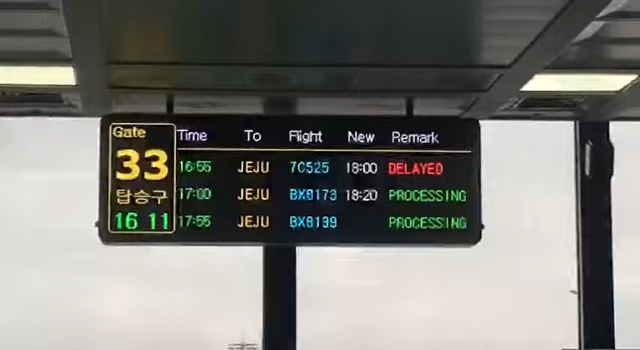 Gate Time To Flight New Remark
33 16:55 JEJU 7C525 18:00 DELAYED
탑승구 17:00 JEJU BX8173 18:20 PROCESSING
16 11 17:55 JEJU BX8139 PROCESSING